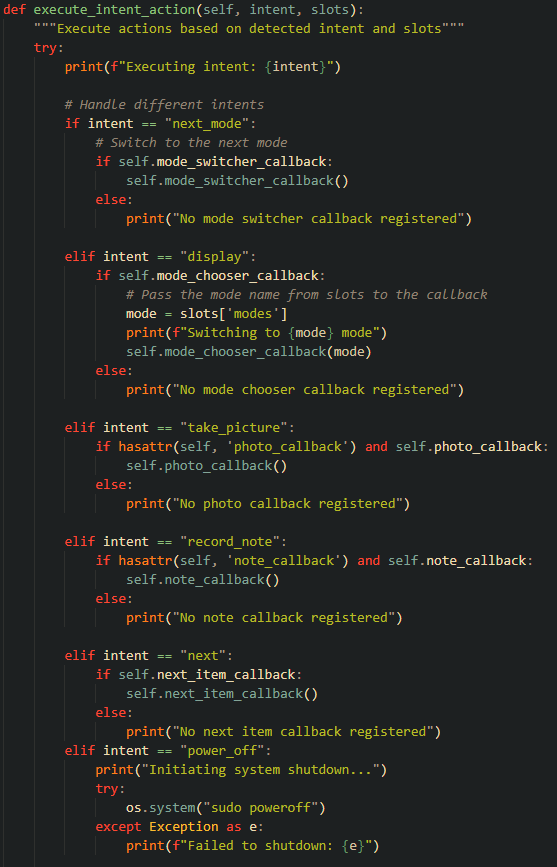 def execute_intent_action(self, intent, slots):
    """Execute actions based on detected intent and slots"""
    try:
        print(f"Executing intent: {intent}")

        # Handle different intents
        if intent == "next_mode":
            # Switch to the next mode
            if self.mode_switcher_callback:
                self.mode_switcher_callback()
            else:
                print("No mode switcher callback registered")

        elif intent == "display":
            if self.mode_chooser_callback:
                # Pass the mode name from slots to the callback
                mode = slots['modes']
                print(f"Switching to {mode} mode")
                self.mode_chooser_callback(mode)
            else:
                print("No mode chooser callback registered")

        elif intent == "take_picture":
            if hasattr(self, 'photo_callback') and self.photo_callback:
                self.photo_callback()
            else:
                print("No photo callback registered")

        elif intent == "record_note":
            if hasattr(self, 'note_callback') and self.note_callback:
                self.note_callback()
            else:
                print("No note callback registered")

        elif intent == "next":
            if self.next_item_callback:
                self.next_item_callback()
            else:
                print("No next item callback registered")
        elif intent == "power_off":
            print("Initiating system shutdown...")
            try:
                os.system("sudo poweroff")
            except Exception as e:
                print(f"Failed to shutdown: {e}")